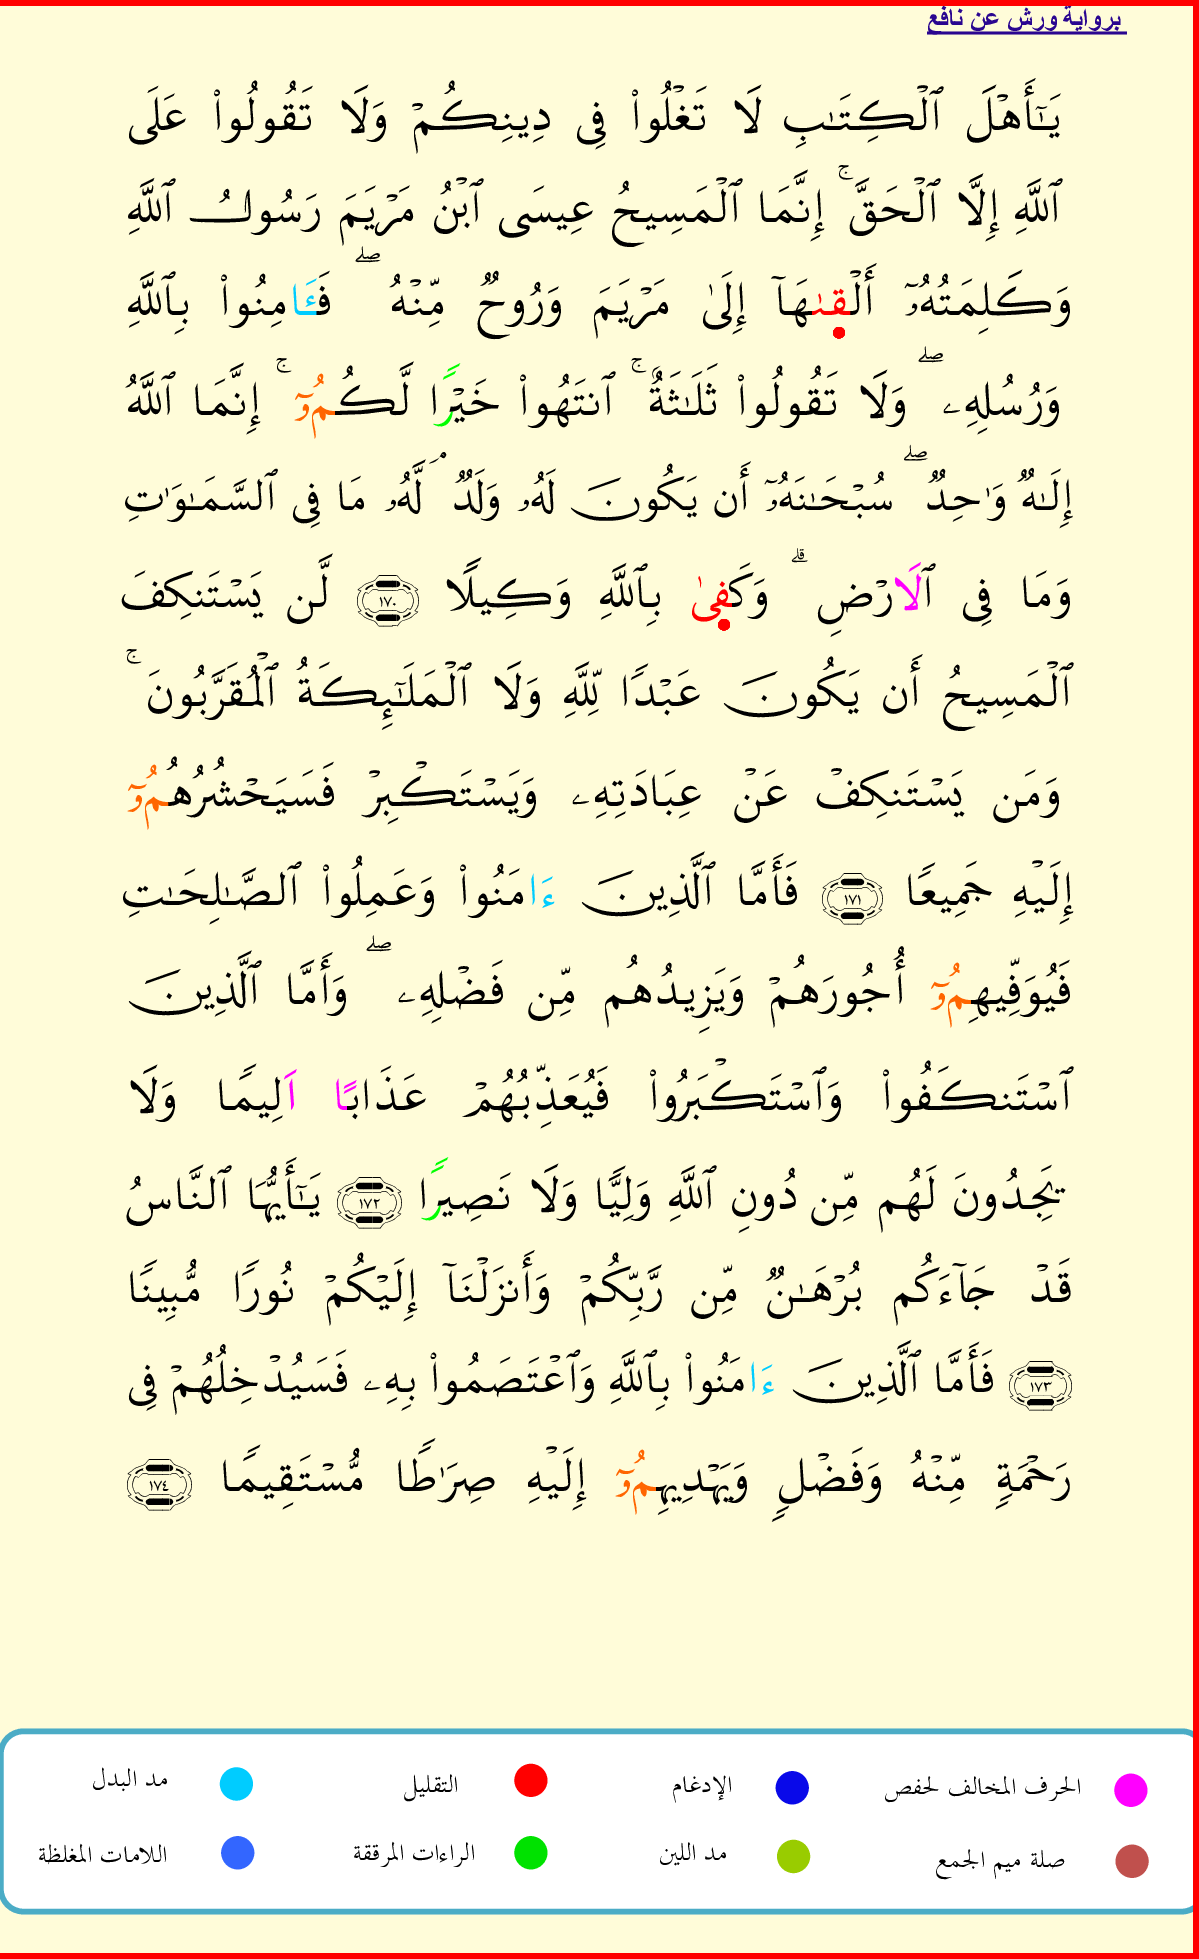 برواية ورش عن نافع
يَـٰٓأَهْلَ ٱلْكِتَـٰبِ لَا تَغْلُوا۟ فِى دِينِكُمْ وَلَا تَقُولُوا۟ عَلَى
ٱللَّهِ إِلَّا ٱلْحَقَّ ۚ إِنَّمَا ٱلْمَسِيحُ عِيسَى ٱبْنُ مَرْيَمَ رَسُولُ ٱللَّهِ
وَكَلِمَتُهُۥٓ أَلْقىٰهَآ إِلَىٰ مَرْيَمَ وَرُوحٌ مِّنْهُ ۖ فَـَٔامِنُوا۟ بِٱللَّهِ
وَرُسُلِهِۦ ۖ وَلَا تَقُولُوا۟ ثَلَـٰثَةٌ ۚ ٱنتَهُوا۟ خَيْرًا لَّكُمُۥٓ ۚ إِنَّمَا ٱللَّهُ
إِلَـٰهٌ وَٰحِدٌ ۖ سُبْحَـٰنَهُۥٓ أَن يَكُونَ لَهُۥ وَلَدٌ ۘ لَّهُۥ مَا فِى ٱلسَّمَـٰوَٰتِ
وَمَا فِى ٱلَارْضِ ۗ وَكَفىٰ بِٱللَّهِ وَكِيلًا ١٧٠ لَّن يَسْتَنكِفَ
ٱلْمَسِيحُ أَن يَكُونَ عَبْدًا لِّلَّهِ وَلَا ٱلْمَلَـٰٓئِكَةُ ٱلْمُقَرَّبُونَ ۚ
وَمَن يَسْتَنكِفْ عَنْ عِبَادَتِهِۦ وَيَسْتَكْبِرْ فَسَيَحْشُرُهُمُۥٓ
إِلَيْهِ جَمِيعًا ١٧١ فَأَمَّا ٱلَّذِينَ ءَامَنُوا۟ وَعَمِلُوا۟ ٱلصَّـٰلِحَـٰتِ
فَيُوَفِّيهِمُۥٓ أُجُورَهُمْ وَيَزِيدُهُم مِّن فَضْلِهِۦ ۖ وَأَمَّا ٱلَّذِينَ
ٱسْتَنكَفُوا۟ وَٱسْتَكْبَرُوا۟ فَيُعَذِّبُهُمْ عَذَابًا اَلِيمًا وَلَا
يَجِدُونَ لَهُم مِّن دُونِ ٱللَّهِ وَلِيًّا وَلَا نَصِيرًا ١٧٢ يَـٰٓأَيُّهَا ٱلنَّاسُ
قَدْ جَآءَكُم بُرْهَـٰنٌ مِّن رَّبِّكُمْ وَأَنزَلْنَآ إِلَيْكُمْ نُورًا مُّبِينًا
١٧٣ فَأَمَّا ٱلَّذِينَ ءَامَنُوا۟ بِٱللَّهِ وَٱعْتَصَمُوا۟ بِهِۦ فَسَيُدْخِلُهُمْ فِى
رَحْمَةٍ مِّنْهُ وَفَضْلٍ وَيَهْدِيهِمُۥٓ إِلَيْهِ صِرَٰطًا مُّسْتَقِيمًا ١٧٤
الحرف المخالف لحفص الإدغام التقليل مد البدل
صلة ميم الجمع مد اللين الراءات المرققة اللامات المغلظة